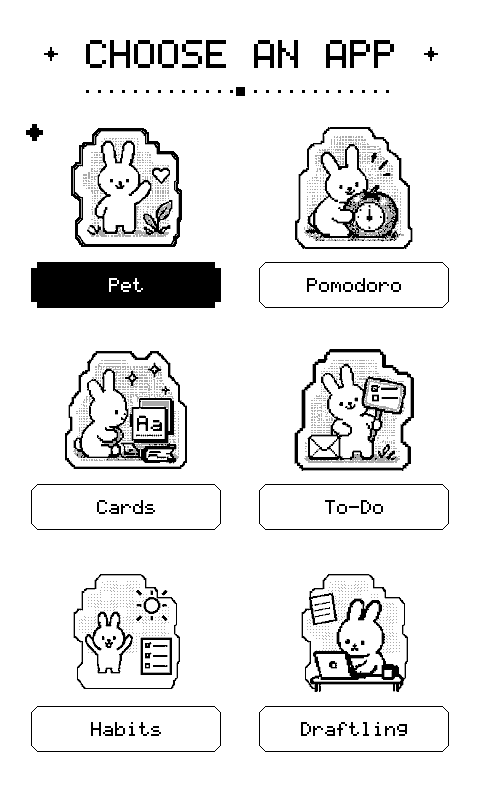 CHOOSE AN APP
Pet
Pomodoro
Aa
Cards
To-Do
Habits
Draftling